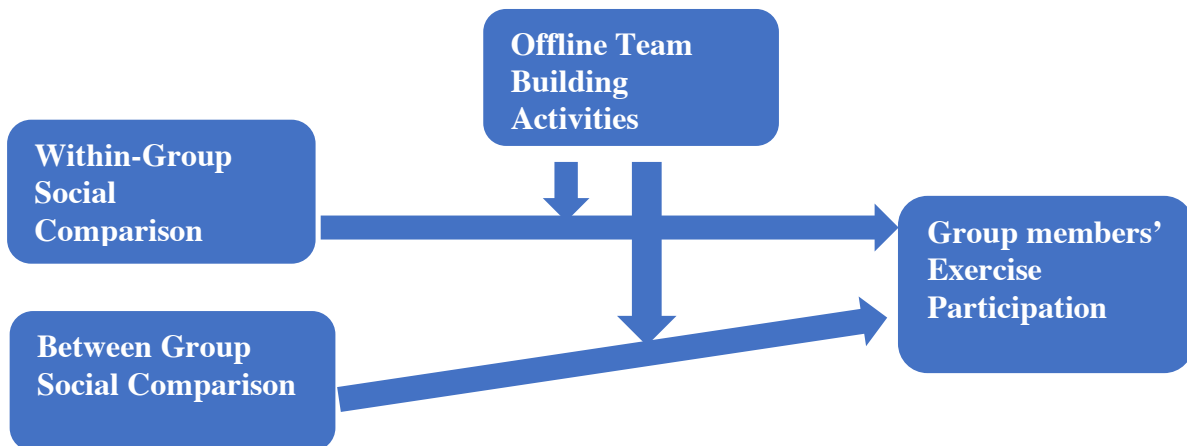 Offline Team
Building
Activities
Within-Group
Social
Comparison
Group members’
Exercise
Participation
Between Group
Social Comparison